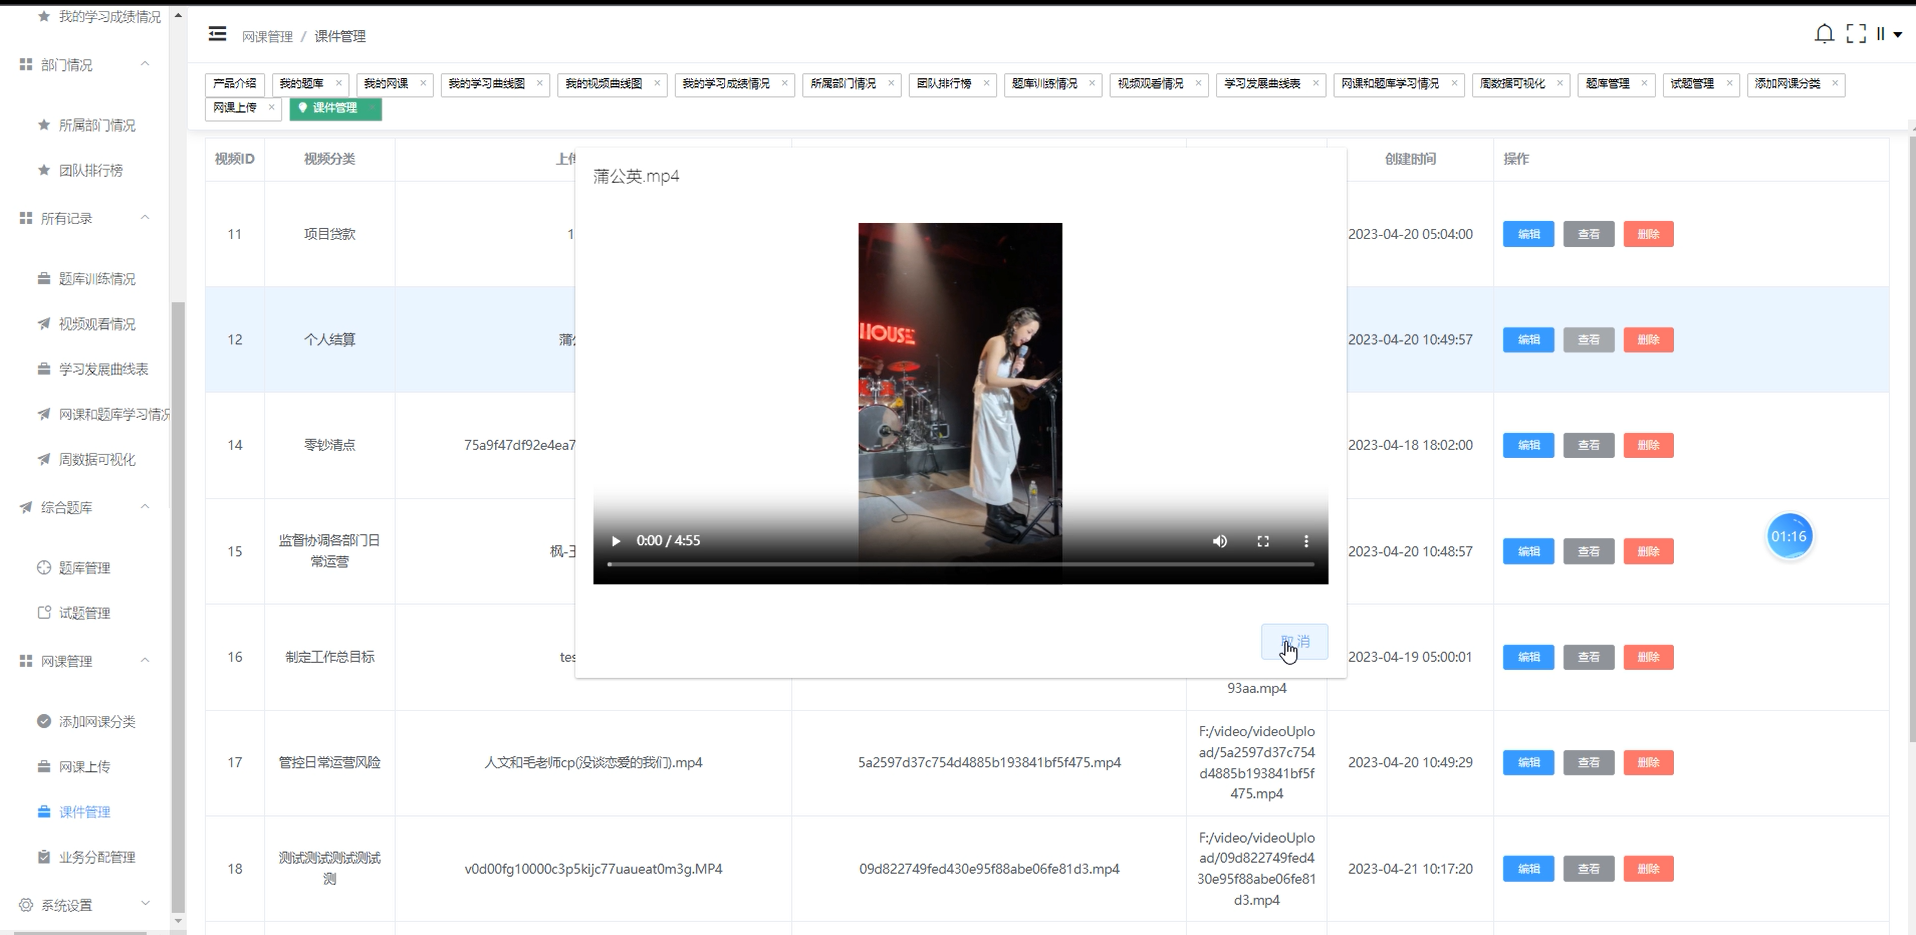 我的学习成绩情况
部门情况
所属部门情况
团队排行榜
所有记录
题库训练情况
视频观看情况
学习发展曲线表
网课和题库学习情况
周数据可视化
综合题库
题库管理
试题管理
网课管理
添加网课分类
网课上传
课件管理
业务分配管理
系统设置
网课管理 / 课件管理
产品介绍 我的题库 × 我的网课 × 我的学习曲线图 × 我的视频曲线图 × 我的学习成绩情况 × 所属部门情况 × 团队排行榜 × 题库训练情况 × 视频观看情况 × 学习发展曲线表 × 网课和题库学习情况 × 周数据可视化 × 题库管理 × 试题管理 × 添加网课分类 ×
网课上传 × 课件管理 ×
视频ID 视频分类 上传 创建时间 操作
11 项目贷款 1 2023-04-20 05:04:00 编辑 查看 删除
12 个人结算 蒲 2023-04-20 10:49:57 编辑 查看 删除
14 零钞清点 75a9f47df92e4ea7 2023-04-18 18:02:00 编辑 查看 删除
15 监督协调各部门日
常运营 枫-王 2023-04-20 10:48:57 编辑 查看 删除
16 制定工作总目标 tes 2023-04-19 05:00:01 编辑 查看 删除
93aa.mp4
17 管控日常运营风险 人文和毛老师cp(没谈恋爱的我们).mp4 5a2597d37c754d4885b193841bf5f475.mp4
F:/video/videoUplo
ad/5a2597d37c754
d4885b193841bf5f
475.mp4
2023-04-20 10:49:29 编辑 查看 删除
18 测试测试测试测试
测 v0d00fg10000c3p5kijc77uaueat0m3g.MP4 09d822749fed430e95f88abe06fe81d3.mp4
F:/video/videoUplo
ad/09d822749fed4
30e95f88abe06fe81
d3.mp4
2023-04-21 10:17:20 编辑 查看 删除
蒲公英.mp4
HOUSE
0:00 / 4:55
取消
01:16